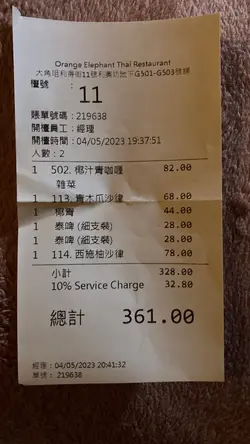 Orange Elephant Thai Restaurant
大角咀利得街11號利奧坊地下G501-G503號舖
檯號 :
11
賬單號碼 : 219638
開檯員工 : 經理
開檯時間 : 04/05/2023 19:37:51
人數 : 2
1 502. 椰汁青咖喱 82.00
雜菜
1 113. 青木瓜沙律 68.00
1 椰青 44.00
1 泰啤 (細支裝) 28.00
1 泰啤 (細支裝) 28.00
1 114. 西施柚沙律 78.00
小計 328.00
10% Service Charge 32.80
總計 361.00
經理 : 04/05/2023 20:41:32
單號 : 219638